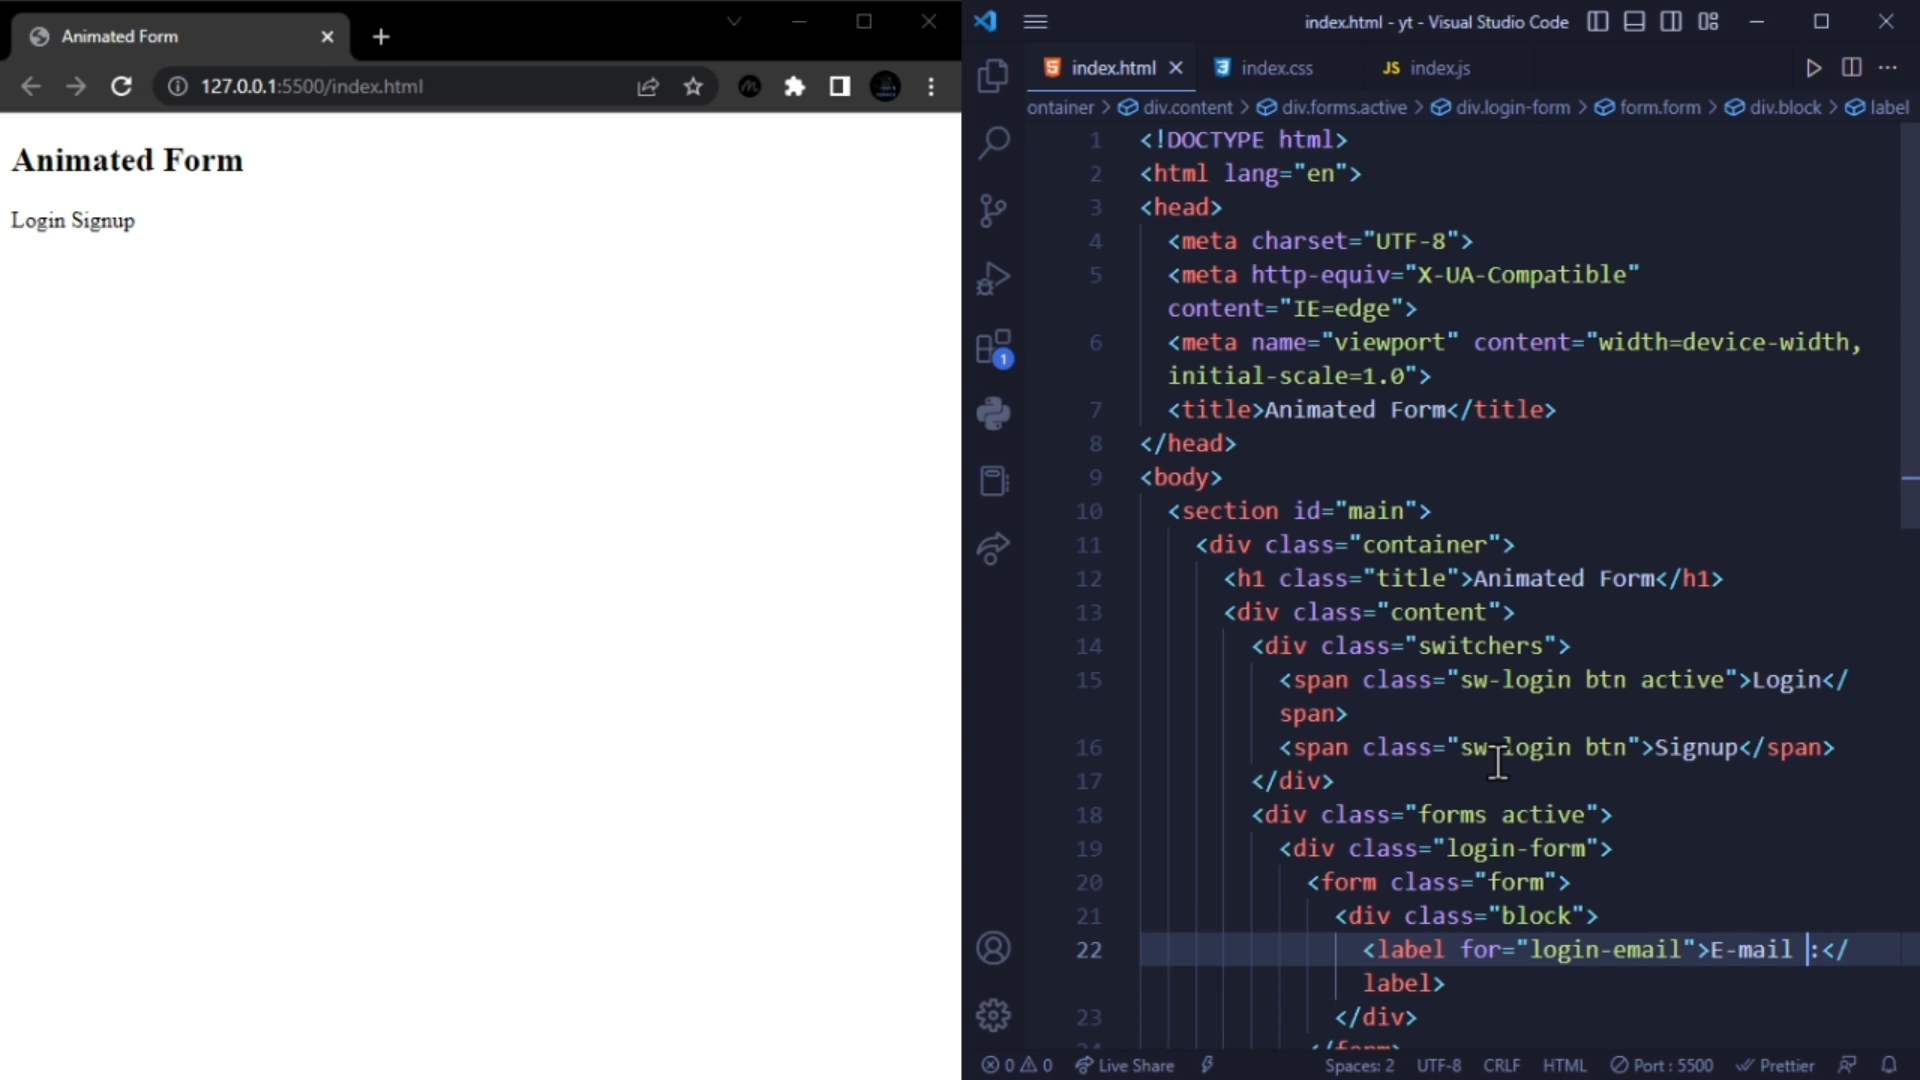 Animated Form
127.0.0.1:5500/index.html
Animated Form
Login Signup
index.html - yt - Visual Studio Code
index.html
index.css
JS index.js
ontainer > div.content > div.forms.active > div.login-form > form.form > div.block > label
1 <!DOCTYPE html>
2 <html lang="en">
3 <head>
4 <meta charset="UTF-8">
5 <meta http-equiv="X-UA-Compatible"
content="IE=edge">
6 <meta name="viewport" content="width=device-width,
initial-scale=1.0">
7 <title>Animated Form</title>
8 </head>
9 <body>
10 <section id="main">
11 <div class="container">
12 <h1 class="title">Animated Form</h1>
13 <div class="content">
14 <div class="switchers">
15 <span class="sw-login btn active">Login</
span>
16 <span class="sw-login btn">Signup</span>
17 </div>
18 <div class="forms active">
19 <div class="login-form">
20 <form class="form">
21 <div class="block">
22 <label for="login-email">E-mail :</
label>
23 </div>
24 </form>
1
0 0 Live Share
Spaces: 2 UTF-8 CRLF HTML Port : 5500 Prettier